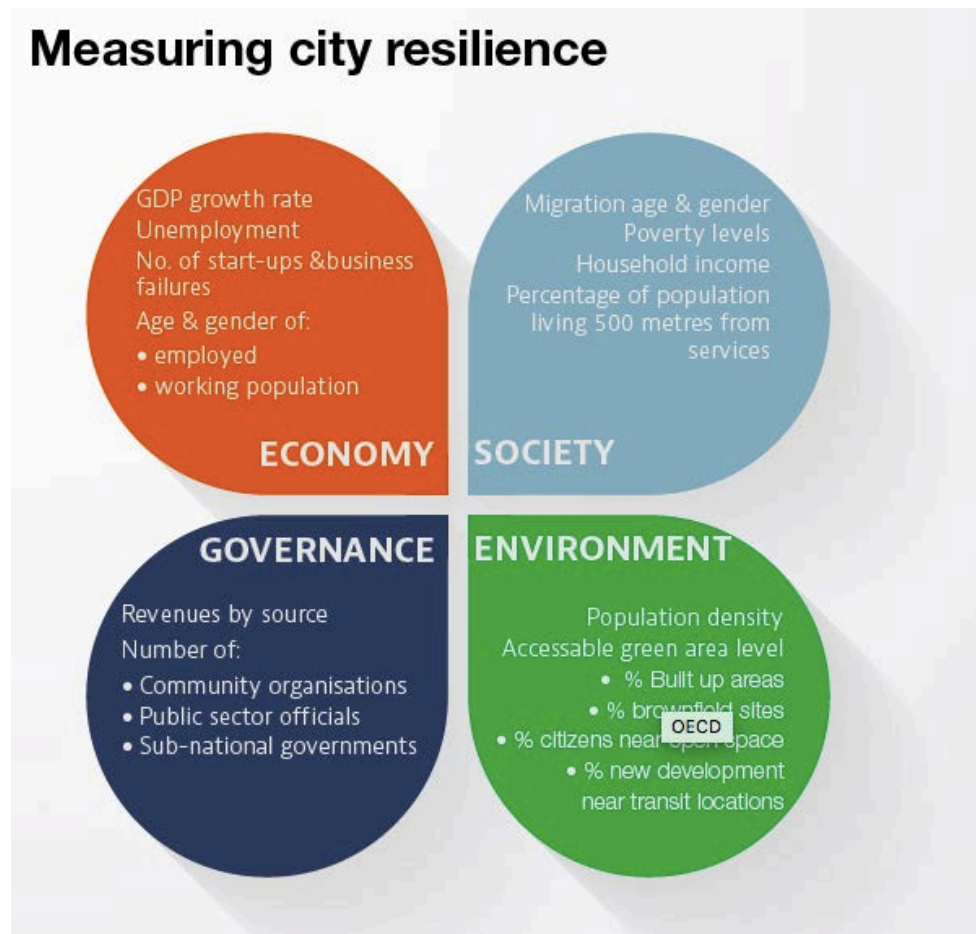 Measuring city resilience
GDP growth rate
Unemployment
No. of start-ups &business
failures
Age & gender of:
• employed
• working population
ECONOMY
Migration age & gender
Poverty levels
Household income
Percentage of population
living 500 metres from
services
SOCIETY
GOVERNANCE
Revenues by source
Number of:
• Community organisations
• Public sector officials
• Sub-national governments
ENVIRONMENT
Population density
Accessable green area level
• % Built up areas
• % brownfield sites
OECD
• % citizens near open space
• % new development
near transit locations